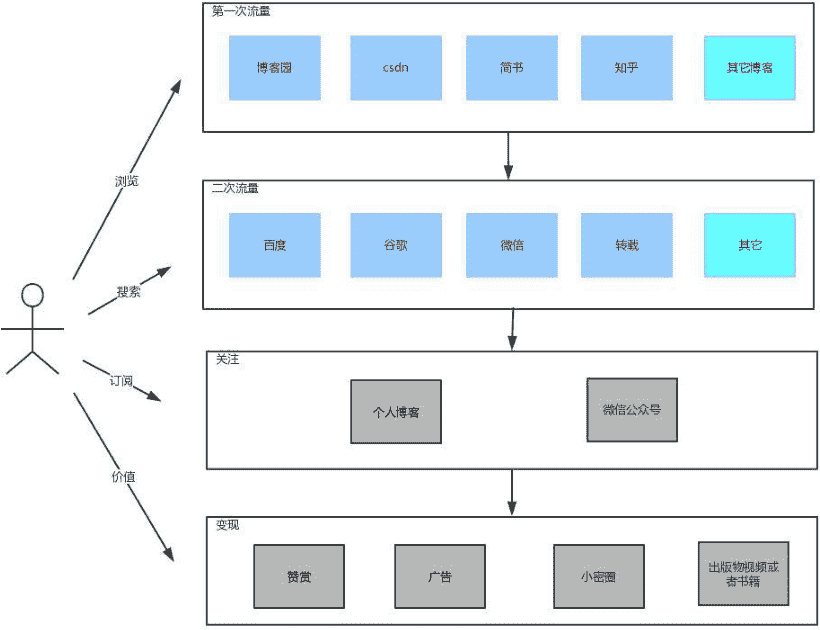 第一次流量
博客园
csdn
简书
知乎
其它博客
浏览
二次流量
百度
谷歌
微信
转载
其它
搜索
关注
个人博客
微信公众号
订阅
价值
变现
赞赏
广告
小密圈
出版物视频或
者书籍